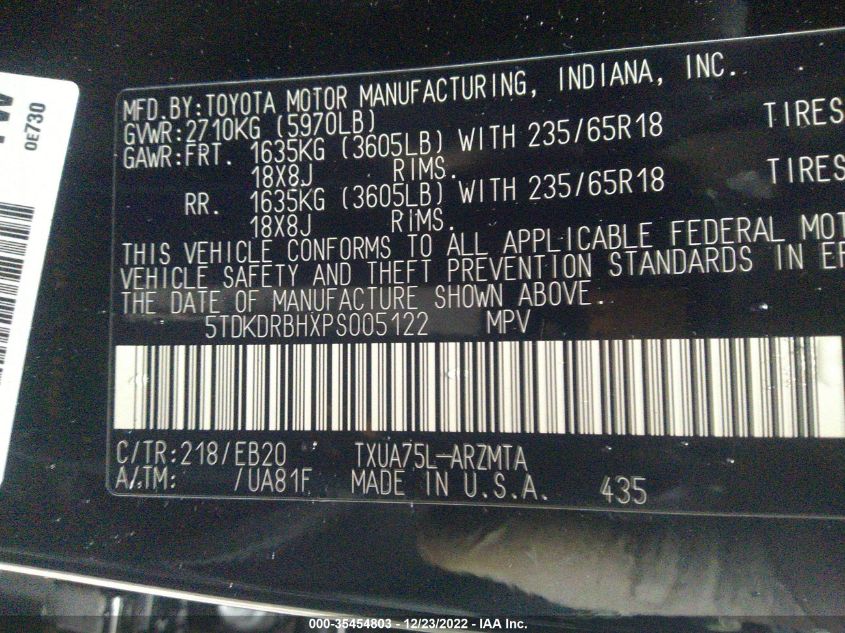 0E730
MFD.BY:TOYOTA MOTOR MANUFACTURING, INDIANA, INC.
GVWR:2710KG (5970LB)
GAWR:FRT. 1635KG (3605LB) WITH 235/65R18 TIRES
18X8J RIMS.
RR. 1635KG (3605LB) WITH 235/65R18 TIRES
18X8J RIMS.
THIS VEHICLE CONFORMS TO ALL APPLICABLE FEDERAL MOT
VEHICLE SAFETY AND THEFT PREVENTION STANDARDS IN EF
THE DATE OF MANUFACTURE SHOWN ABOVE.
5TDKDRBHXPS005122 MPV
C/TR:218/EB20 TXUA75L-ARZMTA
A/TM: /UA81F MADE IN U.S.A. 435
000-35454803 - 12/23/2022 - IAA Inc.